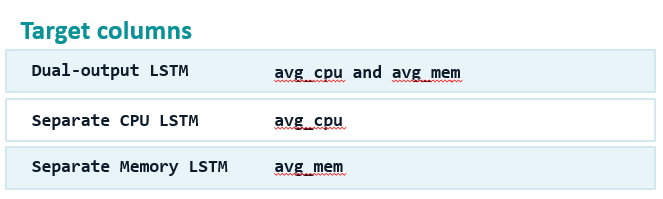 Target columns
Dual-output LSTM avg_cpu and avg_mem
Separate CPU LSTM avg_cpu
Separate Memory LSTM avg_mem